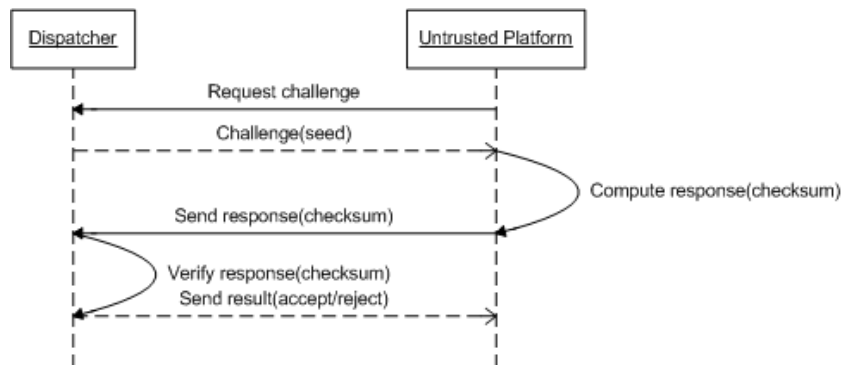 Dispatcher
Untrusted Platform
Request challenge
Challenge(seed)
Compute response(checksum)
Send response(checksum)
Verify response(checksum)
Send result(accept/reject)